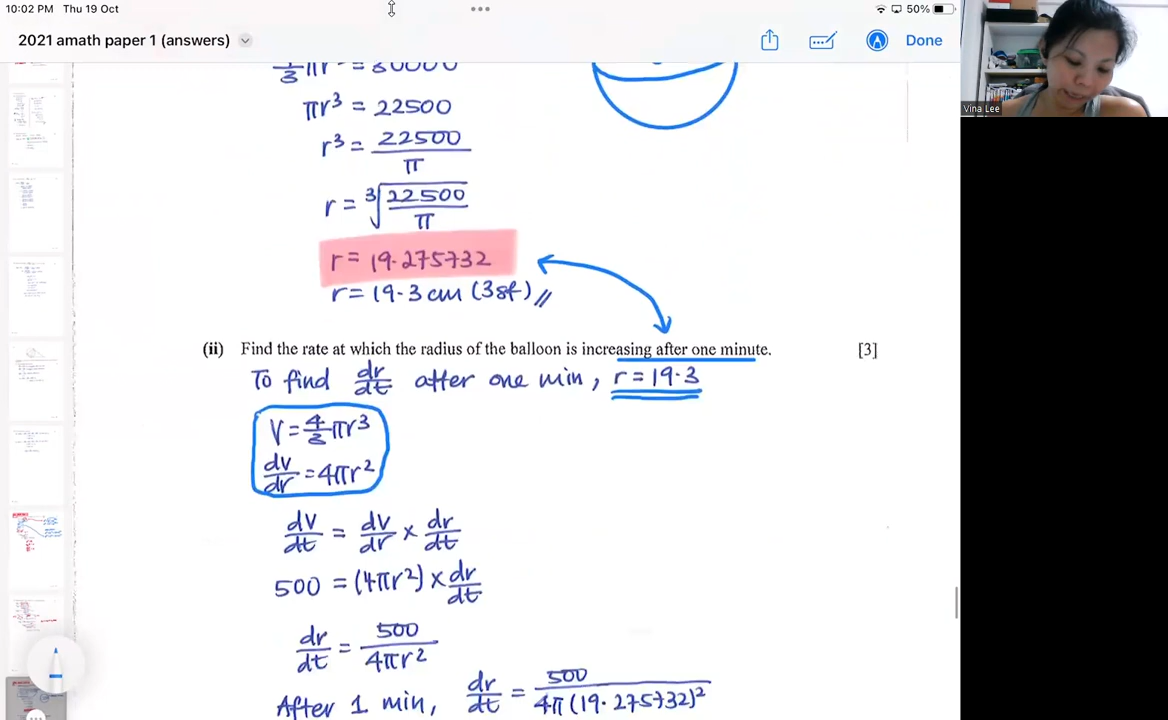 10:02 PM Thu 19 Oct
50%
2021 amath paper 1 (answers)
Done
Vina Lee
πr³ = 22500
r³ = 22500/π
r = ³√(22500/π)
r = 19.275732
r = 19.3 cm (3sf)//
(ii) Find the rate at which the radius of the balloon is increasing after one minute. [3]
To find dr/dt after one min, r = 19.3
V = 4/3 πr³
dv/dr = 4πr²
dv/dt = dv/dr × dr/dt
500 = (4πr²) × dr/dt
dr/dt = 500/4πr²
After 1 min, dr/dt = 500/4π(19.275732)²